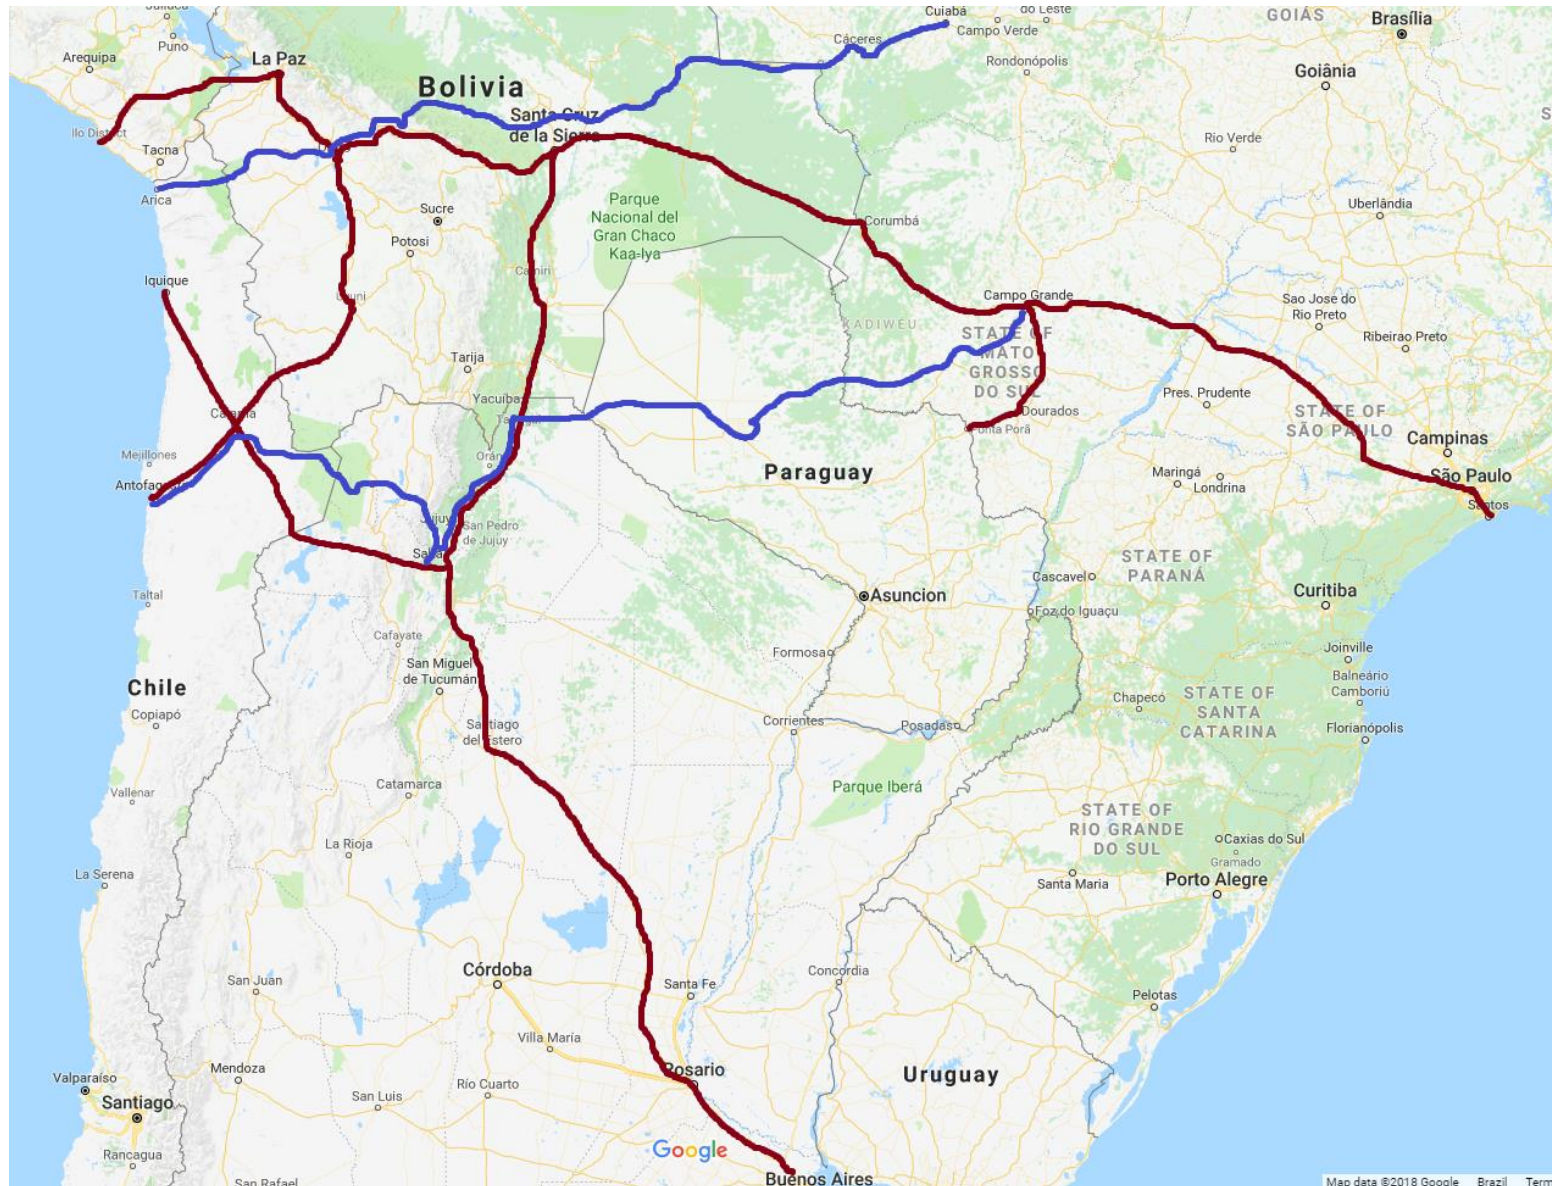 Juliaca
Puno
Arequipa
La Paz
Bolivia
Cuiabá
do Leste
Campo Verde
Cáceres
Rondonópolis
GOIÁS
Brasília
Goiânia
Ilo District
Tacna
Arica
Santa Cruz
de la Sierra
Rio Verde
Parque
Nacional del
Gran Chaco
Kaa-Iya
Sucre
Potosi
Corumbá
Uberlândia
Iquique
Uyuni
Camiri
Campo Grande
Sao Jose do
Rio Preto
Ribeirao Preto
KADIWEU
STATE OF
MATO
GROSSO
DO SUL
Tarija
Yacuiba
Pres. Prudente
Dourados
Ponta Porã
STATE OF
SÃO PAULO
Campinas
Calama
Mejillones
Antofagasta
Orán
Paraguay
Maringá
Londrina
São Paulo
Santos
Jujuy
San Pedro
de Jujuy
Salta
STATE OF
PARANÁ
Cascavel
Curitiba
Taltal
Asuncion
Foz do Iguaçu
Cafayate
Formosa
Joinville
San Miguel
de Tucumán
Balneário
Camboriú
Chile
Copiapó
Chapecó
STATE OF
SANTA
CATARINA
Santiago
del Estero
Corrientes
Posadas
Florianópolis
Vallenar
Catamarca
Parque Iberá
La Rioja
STATE OF
RIO GRANDE
DO SUL
Caxias do Sul
Gramado
La Serena
Santa Maria
Porto Alegre
San Juan
Córdoba
Santa Fe
Concordia
Pelotas
Villa María
Valparaíso
Mendoza
Rosario
Uruguay
Santiago
San Luis
Río Cuarto
Rancagua
Google
San Rafael
Buenos Aires
Map data ©2018 Google Brazil Term